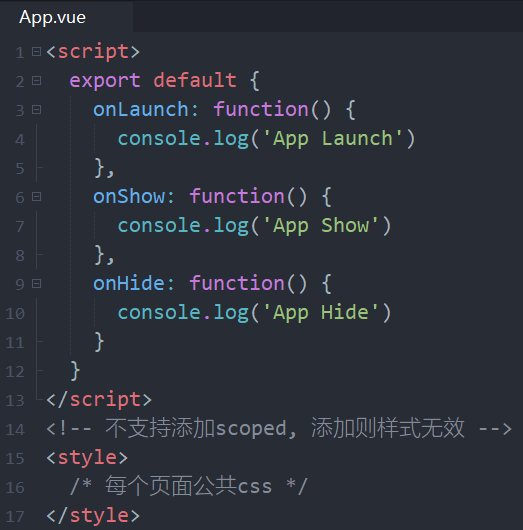 App.vue
1 <script>
2 export default {
3 onLaunch: function() {
4 console.log('App Launch')
5 },
6 onShow: function() {
7 console.log('App Show')
8 },
9 onHide: function() {
10 console.log('App Hide')
11 }
12 }
13 </script>
14 <!-- 不支持添加scoped, 添加则样式无效 -->
15 <style>
16 /* 每个页面公共css */
17 </style>